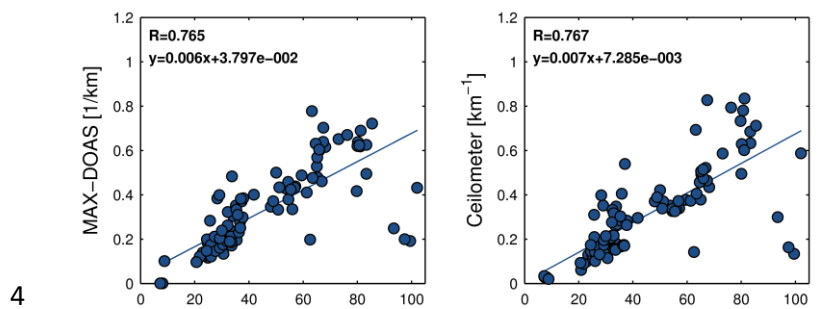 1.2
1
0.8
0.6
0.4
0.2
0
MAX−DOAS [1/km]
R=0.765
y=0.006x+3.797e−002
0 20 40 60 80 100
1.2
1
0.8
0.6
0.4
0.2
0
Ceilometer [km⁻¹]
R=0.767
y=0.007x+7.285e−003
0 20 40 60 80 100
4